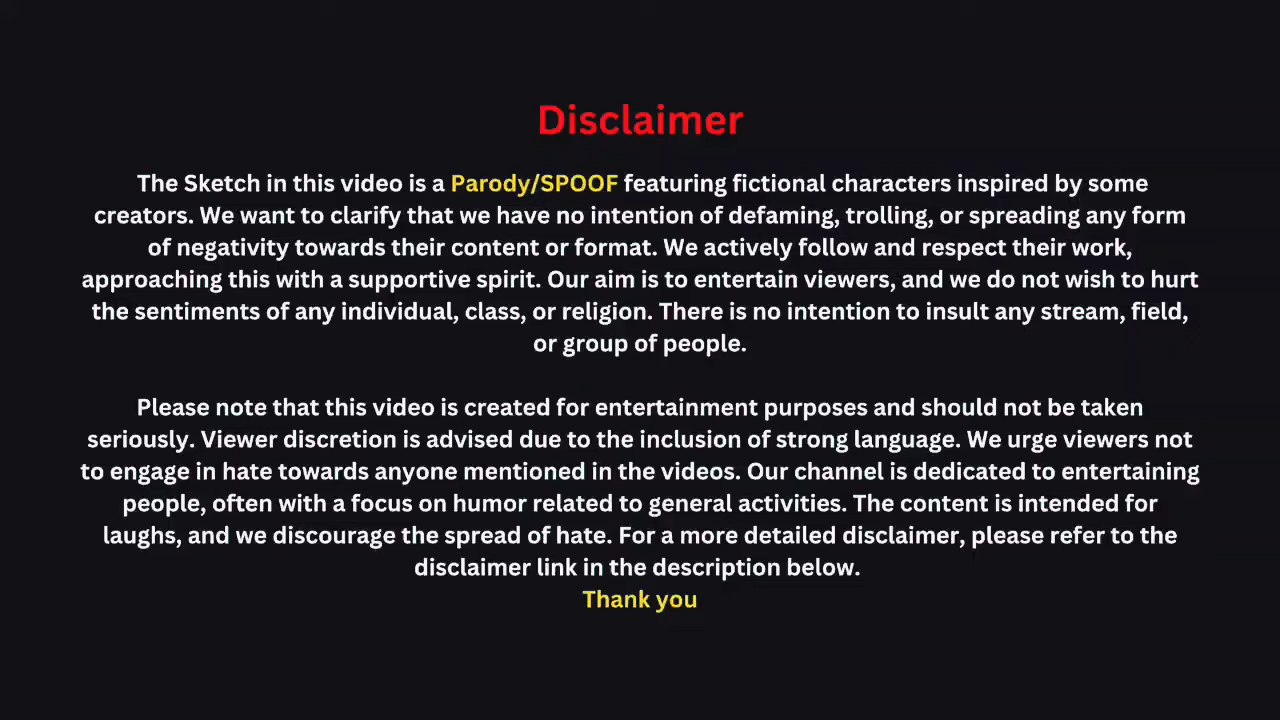 Disclaimer
The Sketch in this video is a Parody/SPOOF featuring fictional characters inspired by some
creators. We want to clarify that we have no intention of defaming, trolling, or spreading any form
of negativity towards their content or format. We actively follow and respect their work,
approaching this with a supportive spirit. Our aim is to entertain viewers, and we do not wish to hurt
the sentiments of any individual, class, or religion. There is no intention to insult any stream, field,
or group of people.
Please note that this video is created for entertainment purposes and should not be taken
seriously. Viewer discretion is advised due to the inclusion of strong language. We urge viewers not
to engage in hate towards anyone mentioned in the videos. Our channel is dedicated to entertaining
people, often with a focus on humor related to general activities. The content is intended for
laughs, and we discourage the spread of hate. For a more detailed disclaimer, please refer to the
disclaimer link in the description below.
Thank you